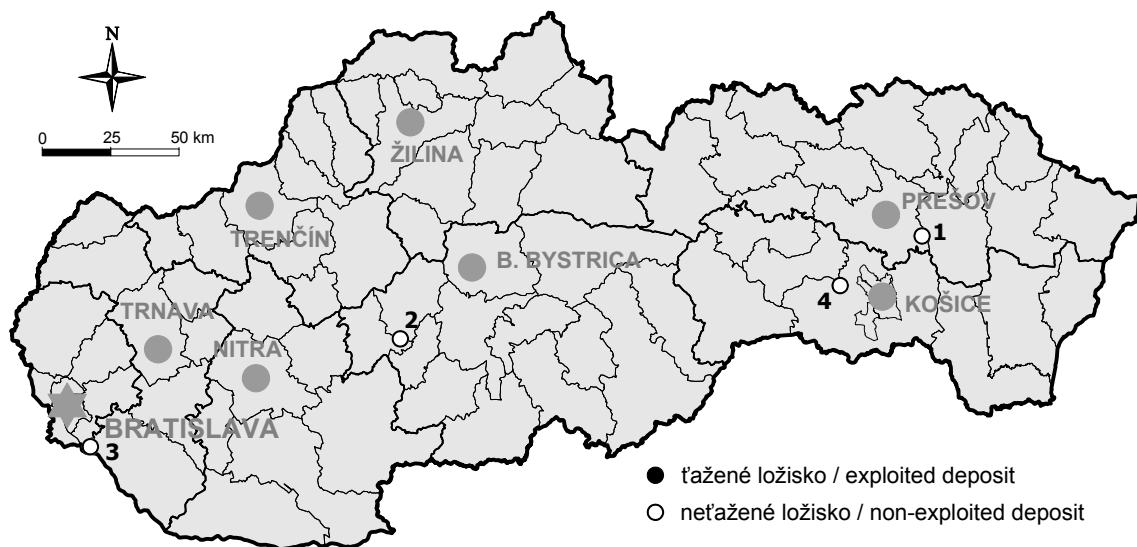 N
0 25 50 km
ŽILINA
PREŠOV
1
TRENČÍN
B. BYSTRICA
4
KOŠICE
TRNAVA
2
NITRA
BRATISLAVA
3
ťažené ložisko / exploited deposit
neťažené ložisko / non-exploited deposit